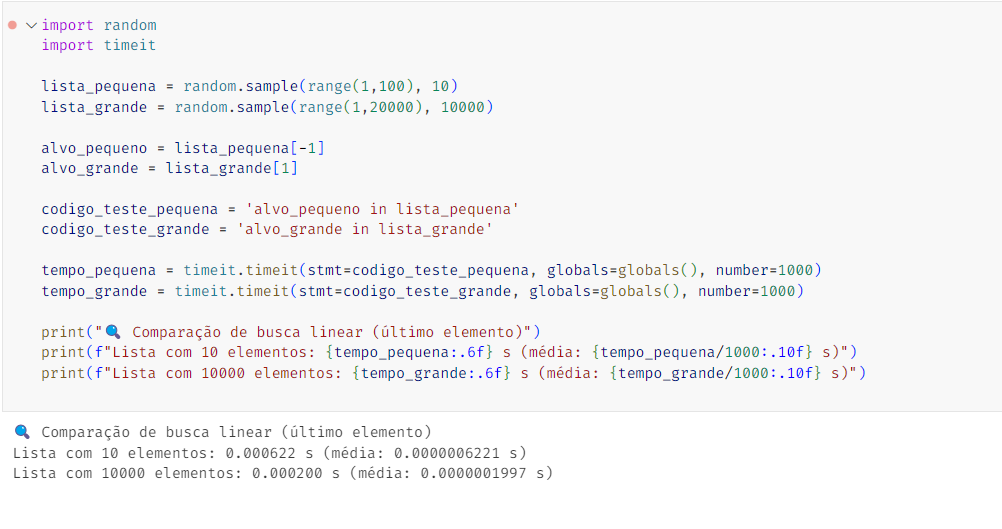 import random
import timeit
lista_pequena = random.sample(range(1,100), 10)
lista_grande = random.sample(range(1,20000), 10000)
alvo_pequeno = lista_pequena[-1]
alvo_grande = lista_grande[1]
codigo_teste_pequena = 'alvo_pequeno in lista_pequena'
codigo_teste_grande = 'alvo_grande in lista_grande'
tempo_pequena = timeit.timeit(stmt=codigo_teste_pequena, globals=globals(), number=1000)
tempo_grande = timeit.timeit(stmt=codigo_teste_grande, globals=globals(), number=1000)
print("🔍 Comparação de busca linear (último elemento)")
print(f"Lista com 10 elementos: {tempo_pequena:.6f} s (média: {tempo_pequena/1000:.10f} s)")
print(f"Lista com 10000 elementos: {tempo_grande:.6f} s (média: {tempo_grande/1000:.10f} s)")
🔍 Comparação de busca linear (último elemento)
Lista com 10 elementos: 0.000622 s (média: 0.0000006221 s)
Lista com 10000 elementos: 0.000200 s (média: 0.0000001997 s)